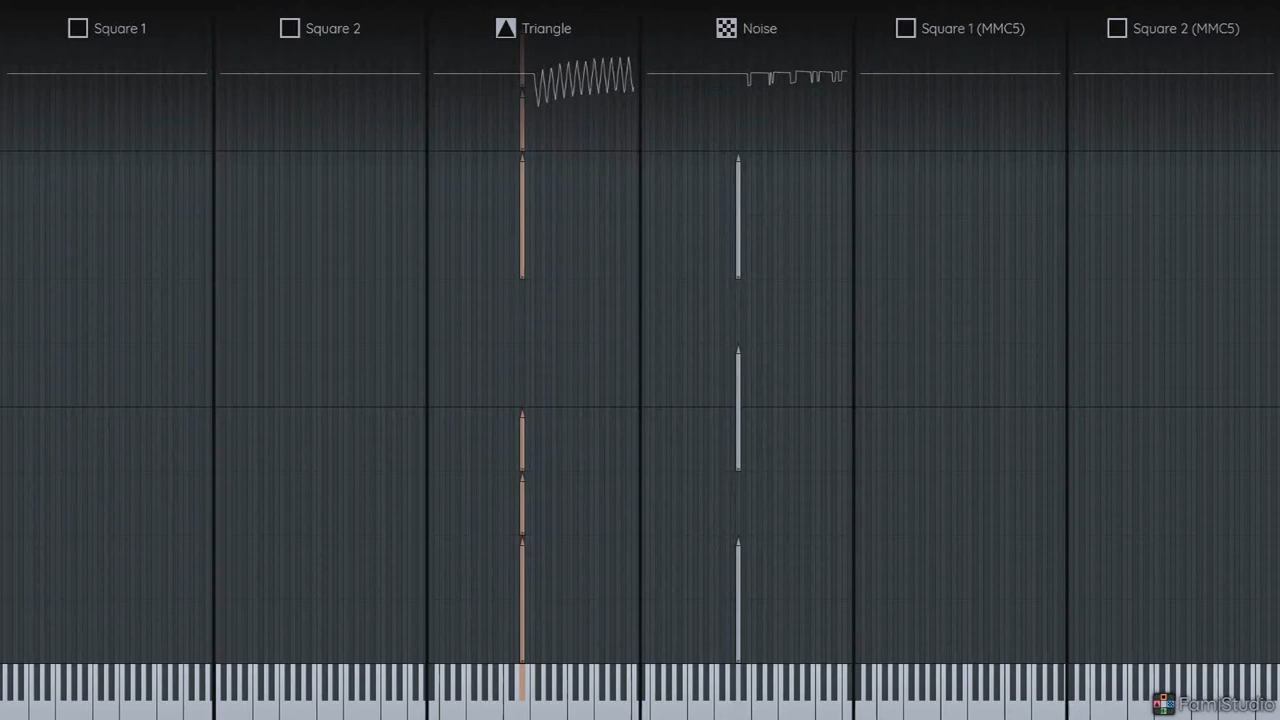 Square 1
Square 2
Triangle
Noise
Square 1 (MMC5)
Square 2 (MMC5)
FamiStudio